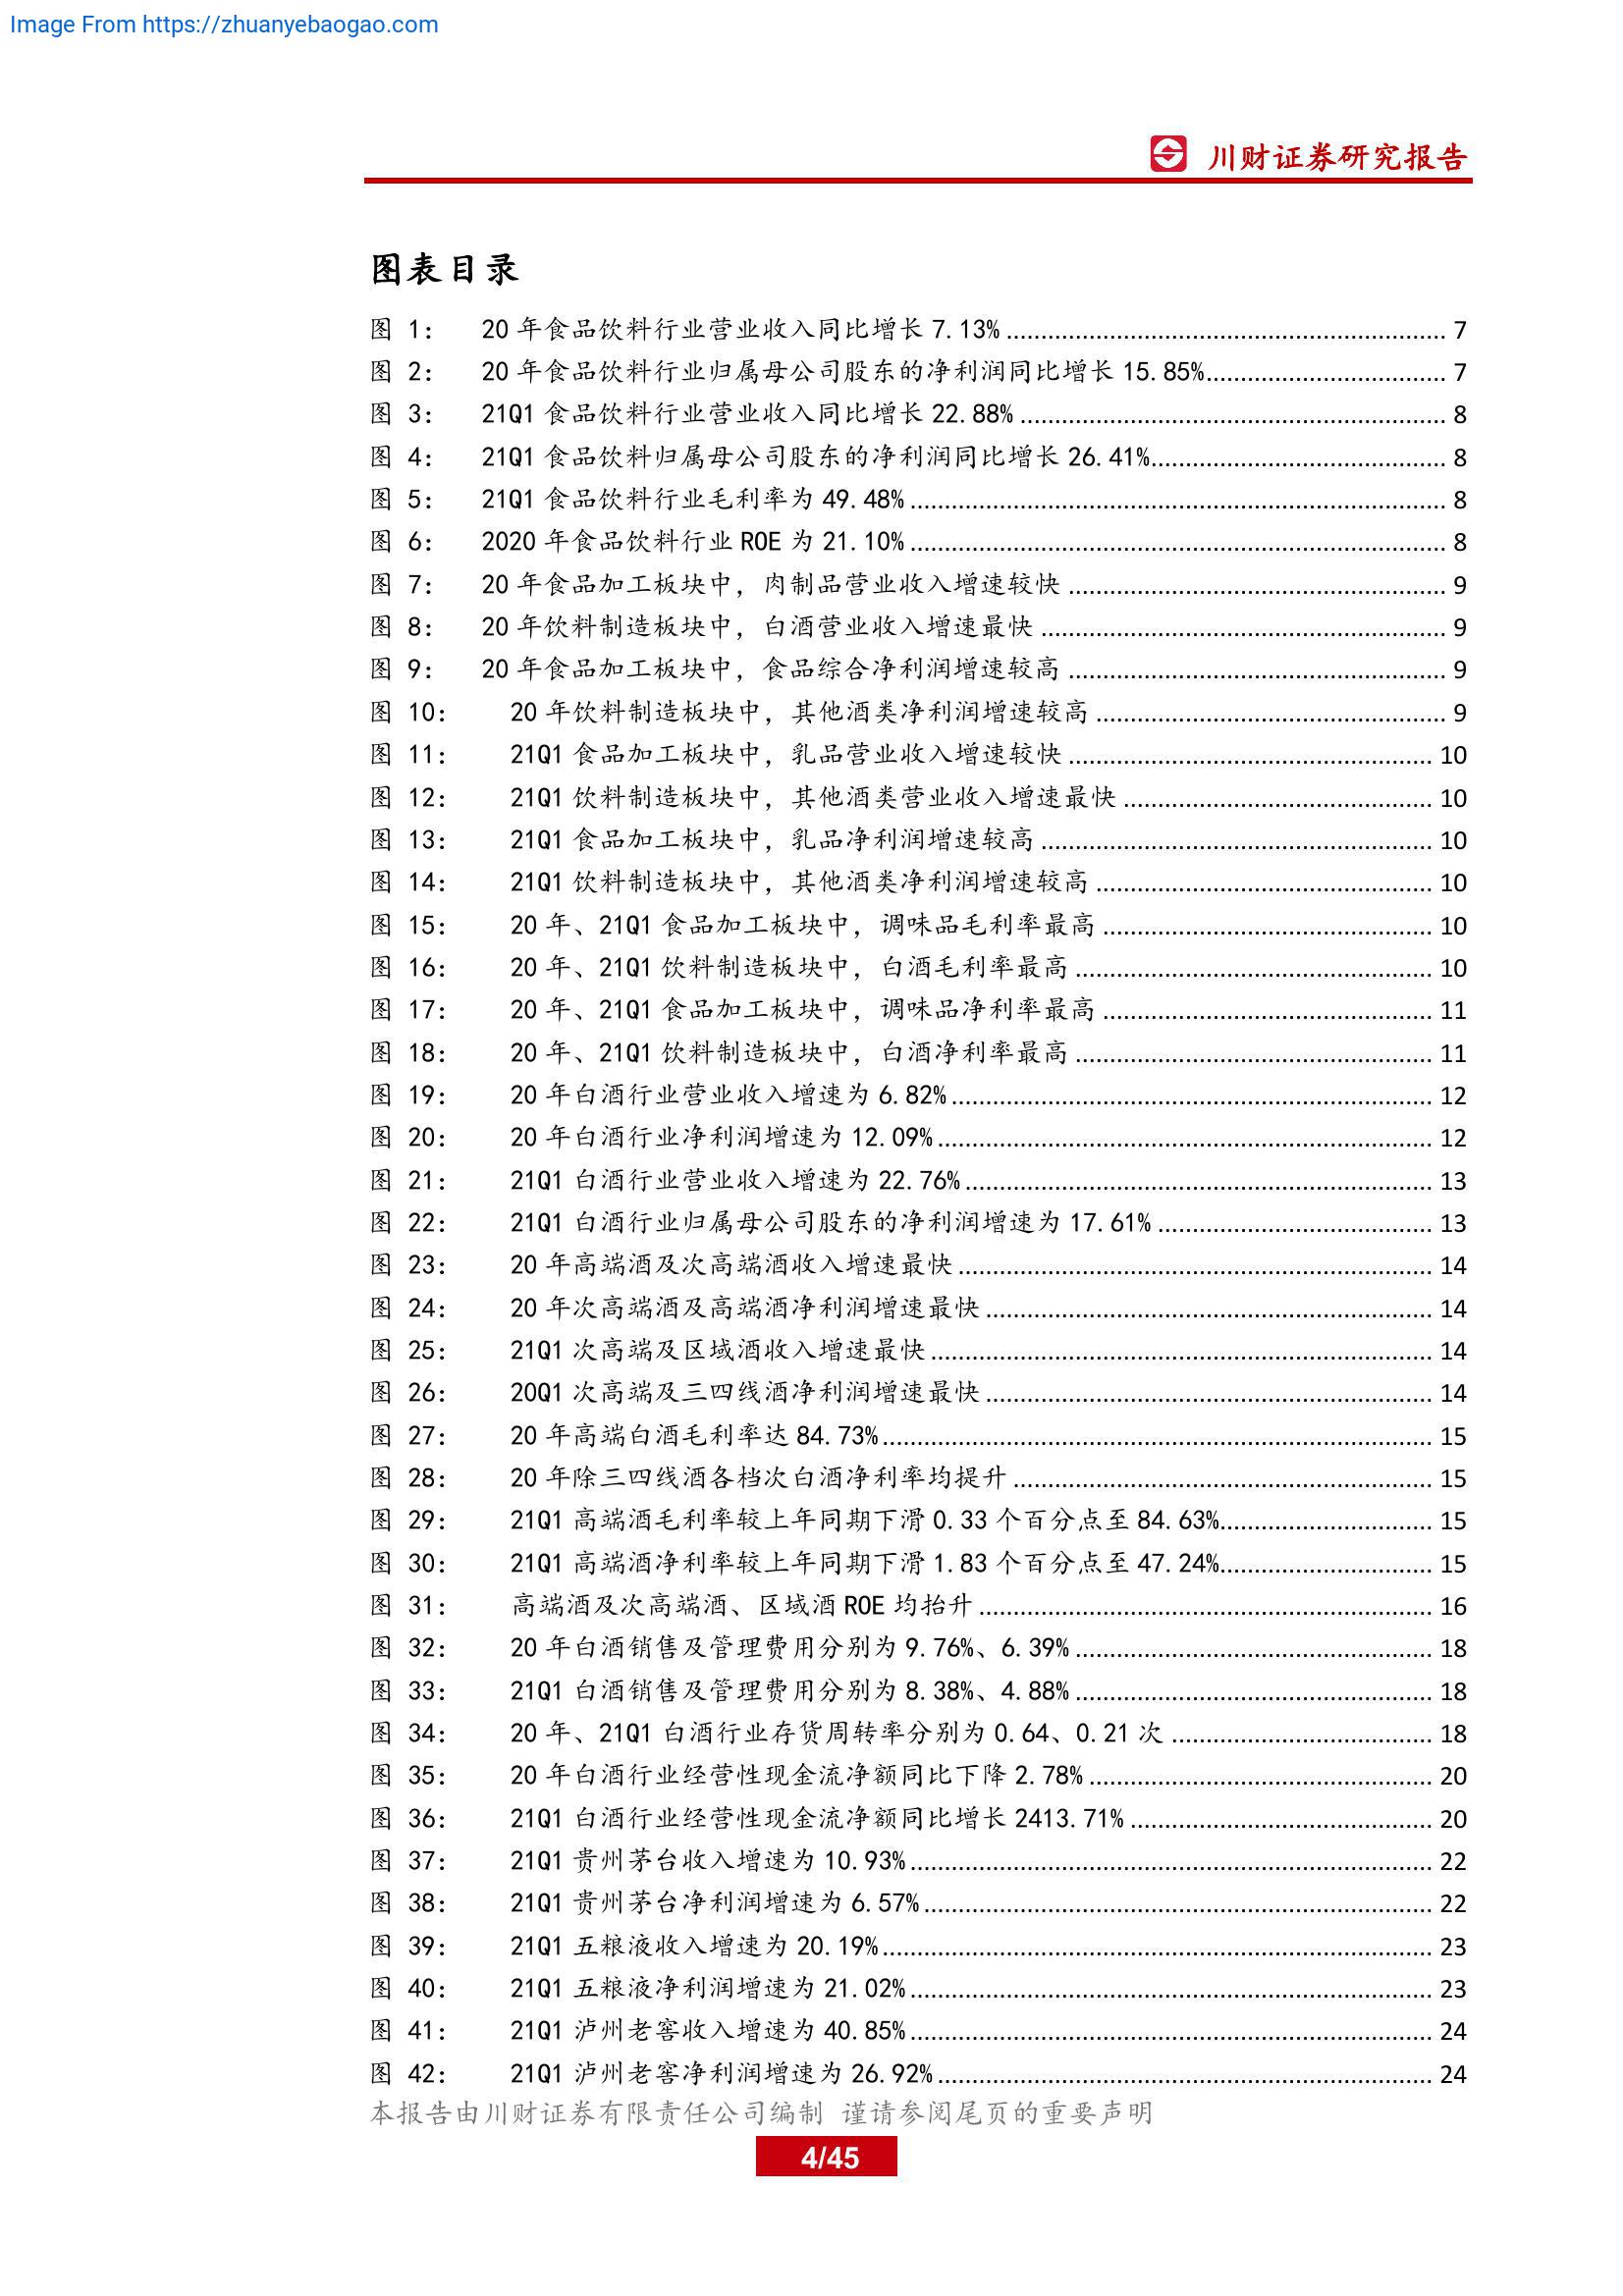 Image From https://zhuanyebaogao.com
川财证券研究报告
图表目录
图 1: 20 年食品饮料行业营业收入同比增长 7.13% 7
图 2: 20 年食品饮料行业归属母公司股东的净利润同比增长 15.85% 7
图 3: 21Q1 食品饮料行业营业收入同比增长 22.88% 8
图 4: 21Q1 食品饮料归属母公司股东的净利润同比增长 26.41% 8
图 5: 21Q1 食品饮料行业毛利率为 49.48% 8
图 6: 2020 年食品饮料行业 ROE 为 21.10% 8
图 7: 20 年食品加工板块中，肉制品营业收入增速较快 9
图 8: 20 年饮料制造板块中，白酒营业收入增速最快 9
图 9: 20 年食品加工板块中，食品综合净利润增速较高 9
图 10: 20 年饮料制造板块中，其他酒类净利润增速较高 9
图 11: 21Q1 食品加工板块中，乳品营业收入增速较快 10
图 12: 21Q1 饮料制造板块中，其他酒类营业收入增速最快 10
图 13: 21Q1 食品加工板块中，乳品净利润增速较高 10
图 14: 21Q1 饮料制造板块中，其他酒类净利润增速较高 10
图 15: 20 年、21Q1 食品加工板块中，调味品毛利率最高 10
图 16: 20 年、21Q1 饮料制造板块中，白酒毛利率最高 10
图 17: 20 年、21Q1 食品加工板块中，调味品净利率最高 11
图 18: 20 年、21Q1 饮料制造板块中，白酒净利率最高 11
图 19: 20 年白酒行业营业收入增速为 6.82% 12
图 20: 20 年白酒行业净利润增速为 12.09% 12
图 21: 21Q1 白酒行业营业收入增速为 22.76% 13
图 22: 21Q1 白酒行业归属母公司股东的净利润增速为 17.61% 13
图 23: 20 年高端酒及次高端酒收入增速最快 14
图 24: 20 年次高端酒及高端酒净利润增速最快 14
图 25: 21Q1 次高端及区域酒收入增速最快 14
图 26: 20Q1 次高端及三四线酒净利润增速最快 14
图 27: 20 年高端白酒毛利率达 84.73% 15
图 28: 20 年除三四线酒各档次白酒净利率均提升 15
图 29: 21Q1 高端酒毛利率较上年同期下滑 0.33 个百分点至 84.63% 15
图 30: 21Q1 高端酒净利率较上年同期下滑 1.83 个百分点至 47.24% 15
图 31: 高端酒及次高端酒、区域酒 ROE 均抬升 16
图 32: 20 年白酒销售及管理费用分别为 9.76%、6.39% 18
图 33: 21Q1 白酒销售及管理费用分别为 8.38%、4.88% 18
图 34: 20 年、21Q1 白酒行业存货周转率分别为 0.64、0.21 次 18
图 35: 20 年白酒行业经营性现金流净额同比下降 2.78% 20
图 36: 21Q1 白酒行业经营性现金流净额同比增长 2413.71% 20
图 37: 21Q1 贵州茅台收入增速为 10.93% 22
图 38: 21Q1 贵州茅台净利润增速为 6.57% 22
图 39: 21Q1 五粮液收入增速为 20.19% 23
图 40: 21Q1 五粮液净利润增速为 21.02% 23
图 41: 21Q1 泸州老窖收入增速为 40.85% 24
图 42: 21Q1 泸州老窖净利润增速为 26.92% 24
本报告由川财证券有限责任公司编制 谨请参阅尾页的重要声明
4/45